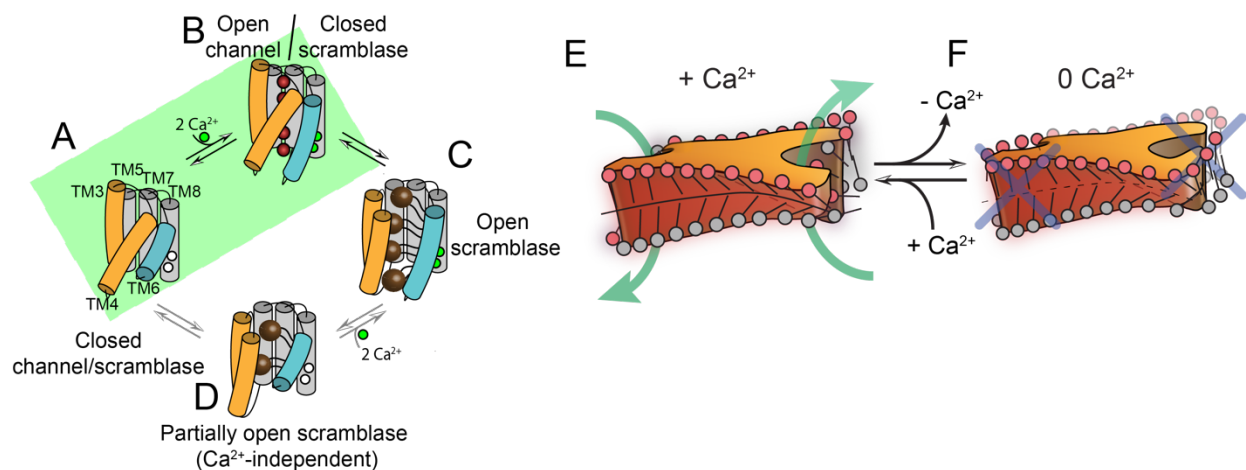 B
Open
channel
Closed
scramblase
A
2 Ca²⁺
TM5
TM7
TM3
TM8
TM6
TM4
C
Open
scramblase
Closed
channel/scramblase
2 Ca²⁺
D
Partially open scramblase
(Ca²⁺-independent)
E
+ Ca²⁺
- Ca²⁺
+ Ca²⁺
F
0 Ca²⁺